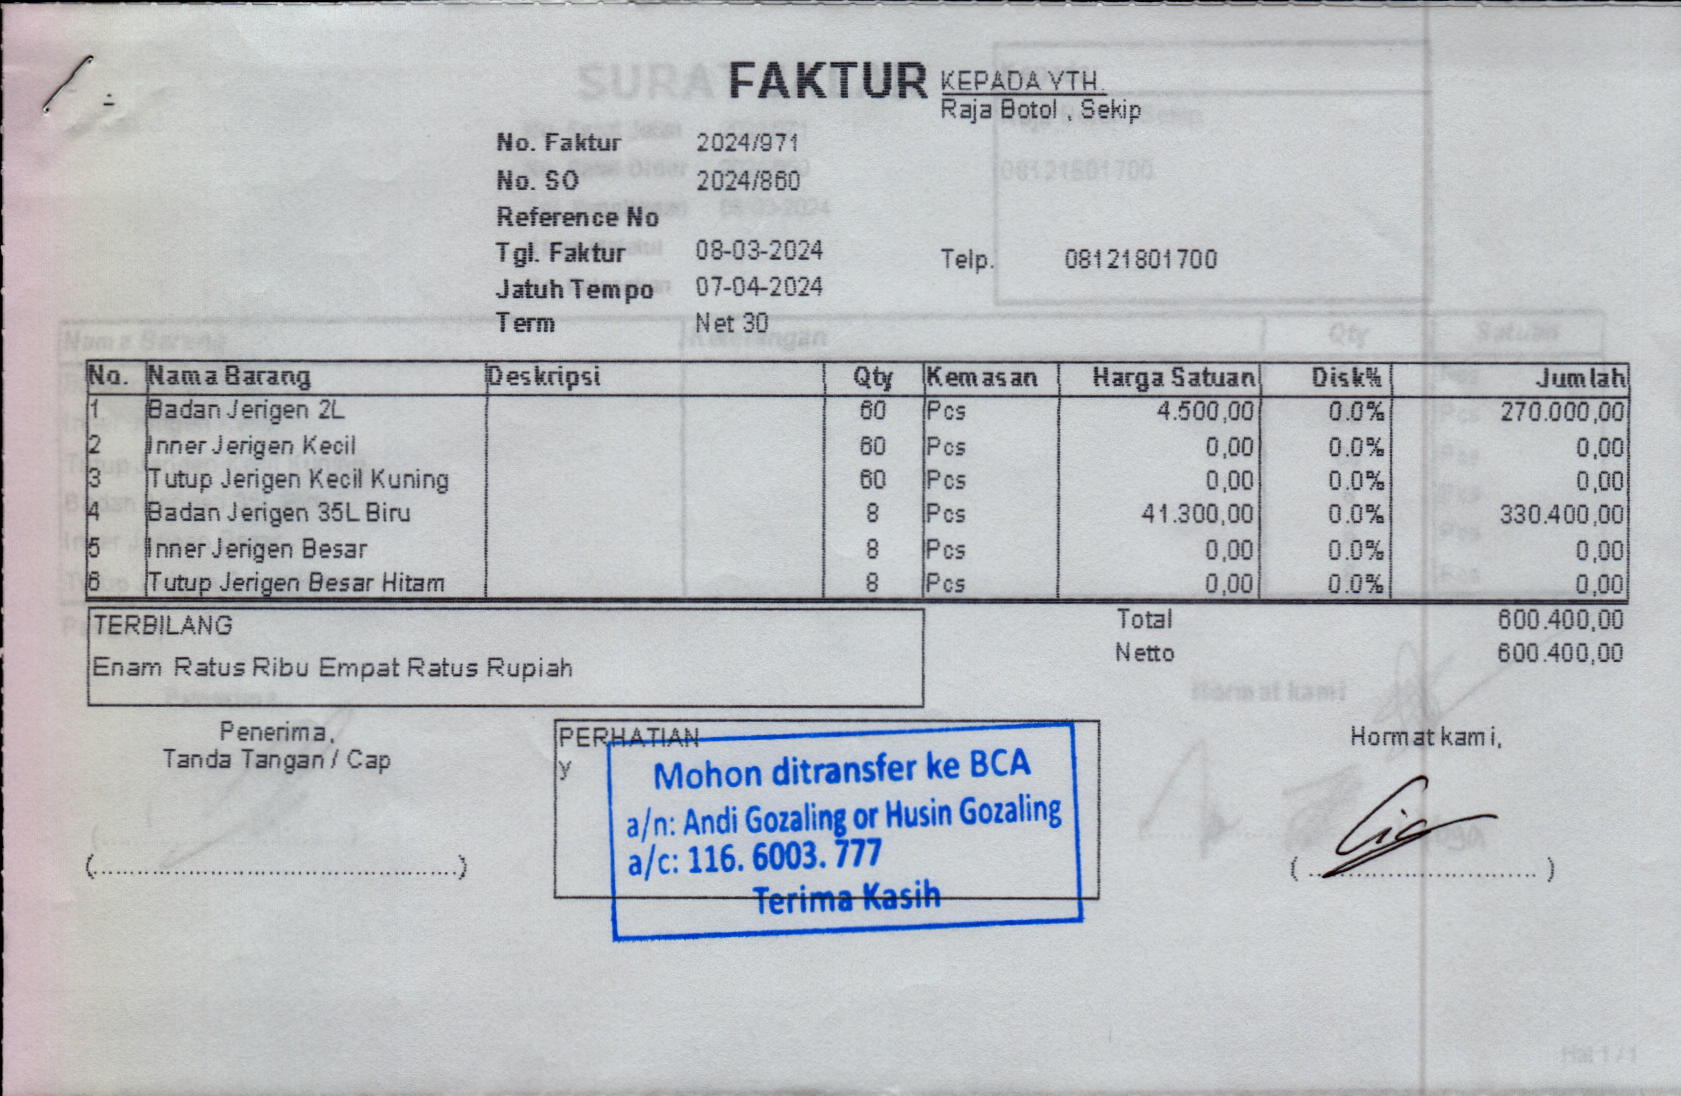 FAKTUR
KEPADA YTH.
Raja Botol , Sekip
No. Faktur 2024/971
No. SO 2024/860
Reference No
Tgl. Faktur 08-03-2024
Telp. 08121801700
Jatuh Tempo 07-04-2024
Term Net 30
No. Nama Barang Deskripsi Qty Kemasan Harga Satuan Disk% Jumlah
1 Badan Jerigen 2L 60 Pcs 4.500,00 0.0% 270.000,00
2 Inner Jerigen Kecil 60 Pcs 0,00 0.0% 0,00
3 Tutup Jerigen Kecil Kuning 60 Pcs 0,00 0.0% 0,00
4 Badan Jerigen 35L Biru 8 Pcs 41.300,00 0.0% 330.400,00
5 Inner Jerigen Besar 8 Pcs 0,00 0.0% 0,00
6 Tutup Jerigen Besar Hitam 8 Pcs 0,00 0.0% 0,00
TERBILANG
Enam Ratus Ribu Empat Ratus Rupiah
Total 600.400,00
Netto 600.400,00
Penerima,
Tanda Tangan / Cap
(..............................................)
PERHATIAN
y
Mohon ditransfer ke BCA
a/n: Andi Gozaling or Husin Gozaling
a/c: 116. 6003. 777
Terima Kasih
Hormat kami,
( ............................ )